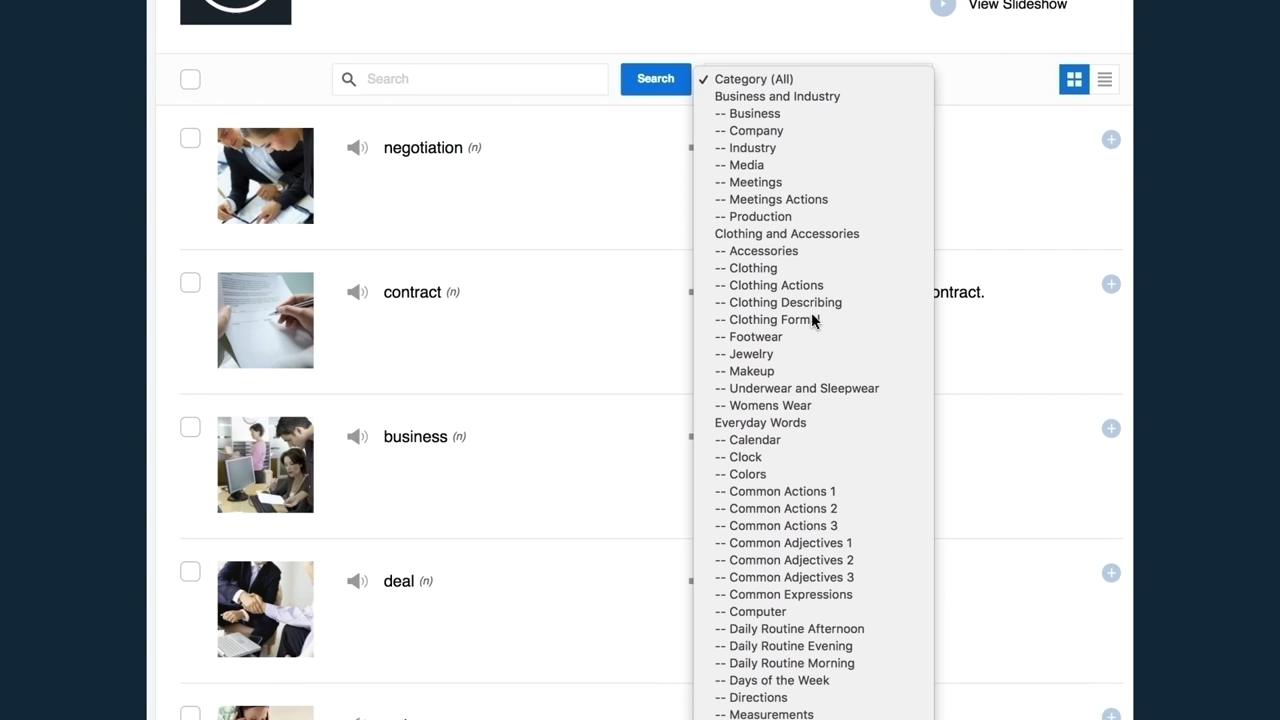 View Slideshow
Search
Search
✓ Category (All)
Business and Industry
-- Business
-- Company
-- Industry
-- Media
-- Meetings
-- Meetings Actions
-- Production
Clothing and Accessories
-- Accessories
-- Clothing
-- Clothing Actions
-- Clothing Describing
-- Clothing Formal
-- Footwear
-- Jewelry
-- Makeup
-- Underwear and Sleepwear
-- Womens Wear
Everyday Words
-- Calendar
-- Clock
-- Colors
-- Common Actions 1
-- Common Actions 2
-- Common Actions 3
-- Common Adjectives 1
-- Common Adjectives 2
-- Common Adjectives 3
-- Common Expressions
-- Computer
-- Daily Routine Afternoon
-- Daily Routine Evening
-- Daily Routine Morning
-- Days of the Week
-- Directions
-- Measurements
negotiation (n)
contract (n)
ontract.
business (n)
deal (n)